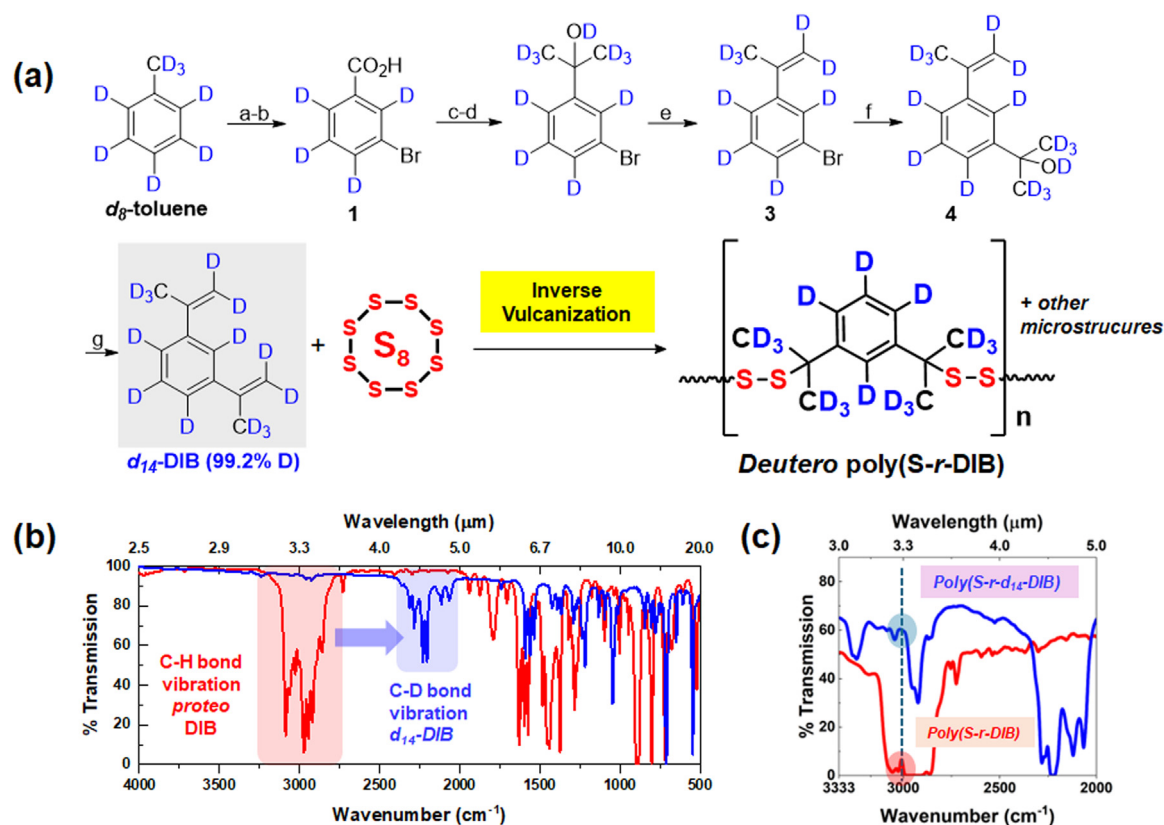 (a)
CD3
D D
D D
D
d8-toluene
a-b
CO2H
D D
D Br
D
1
c-d
OD
D3C CD3
D D
D Br
D
e
D
D3C D
D D
D Br
D
3
f
D
D3C D
D D
D CD3
D OD
CD3
4
g
D
D3C D
D D
D D
D CD3
D
d14-DIB (99.2% D)
+
S S
S S
S8
S S
S S
Inverse
Vulcanization
D
D D
CD3 CD3
S-S S-S
CD3 D D3C
n
+ other
microstrucures
Deutero poly(S-r-DIB)
(b)
Wavelength (μm)
2.5 2.9 3.3 4.0 5.0 6.7 10.0 20.0
% Transmission
100
80
60
40
20
0
C-H bond
vibration
proteo
DIB
C-D bond
vibration
d14-DIB
4000 3500 3000 2500 2000 1500 1000 500
Wavenumber (cm-1)
(c)
Wavelength (μm)
3.0 3.3 4.0 5.0
% Transmission
80
60
40
20
0
Poly(S-r-d14-DIB)
Poly(S-r-DIB)
3333 3000 2500 2000
Wavenumber (cm-1)